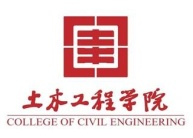 土木工程学院
COLLEGE OF CIVIL ENGINEERING